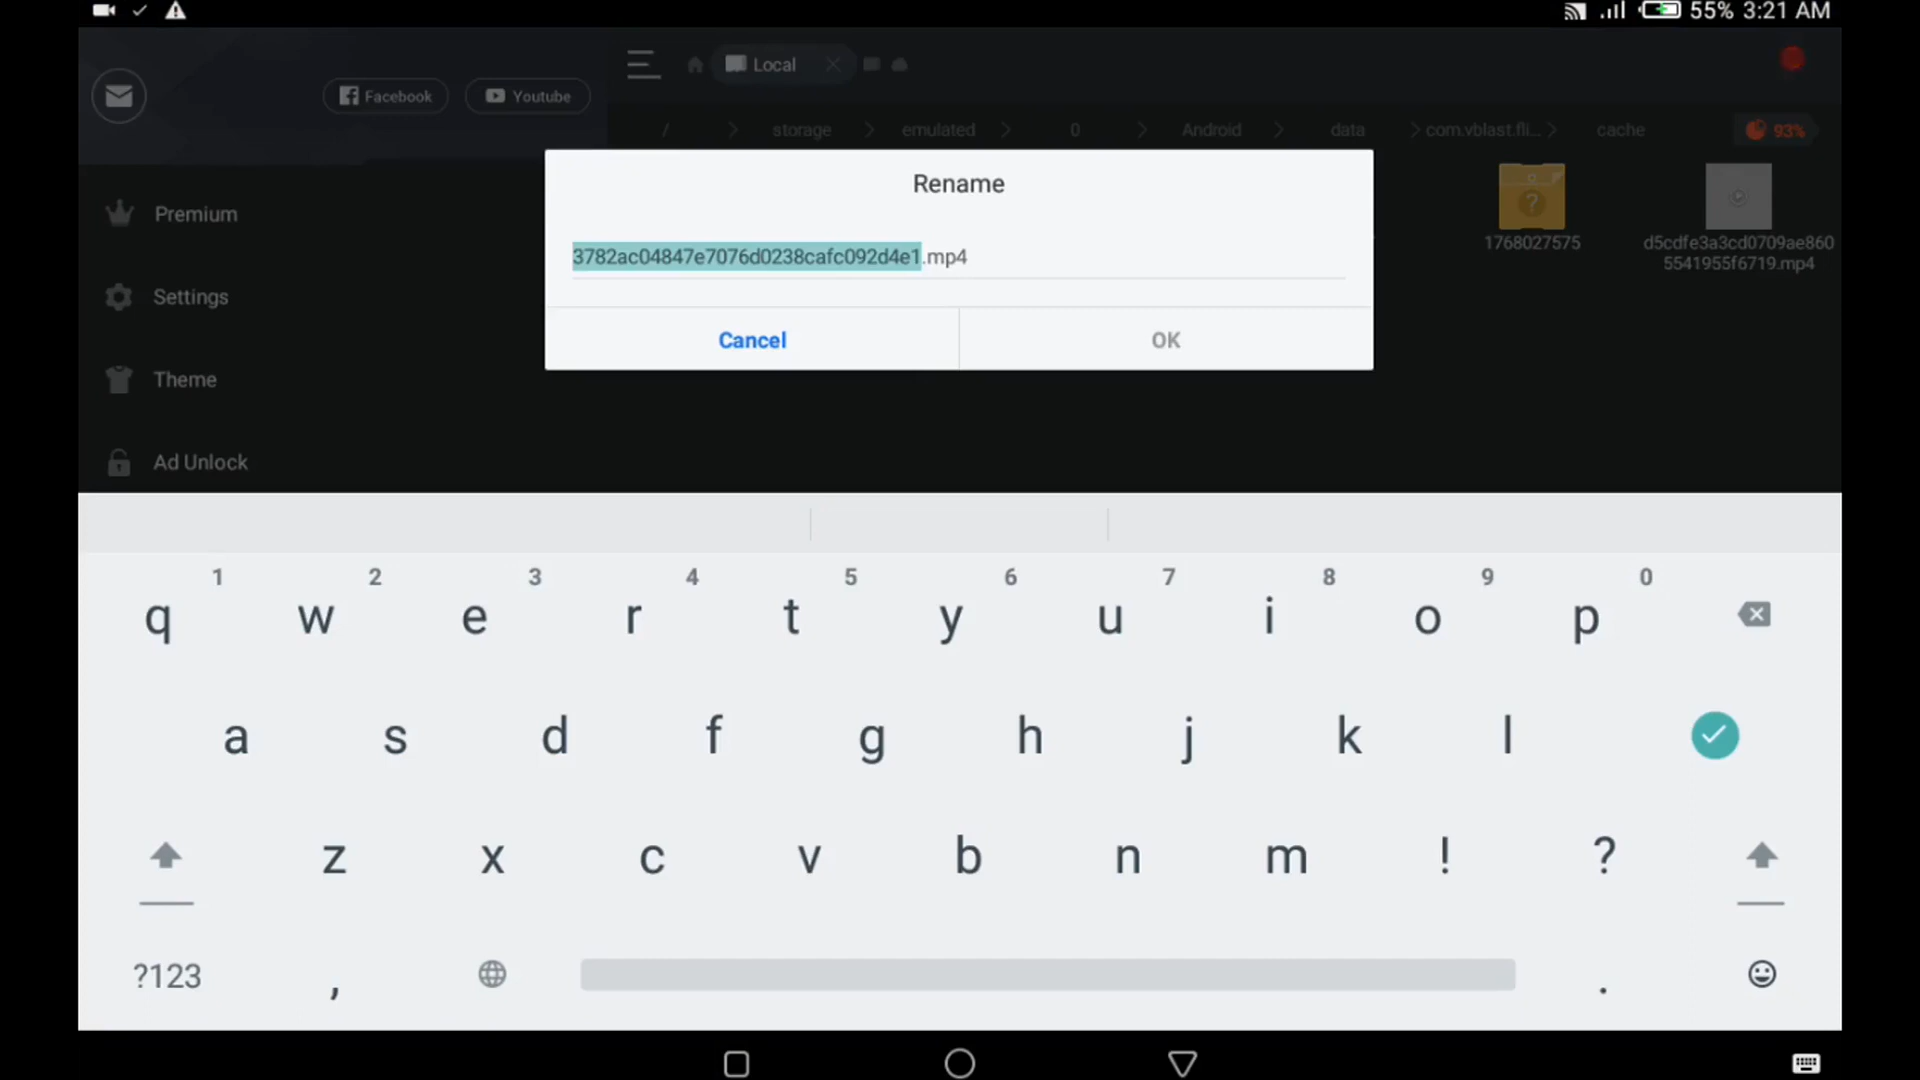 55% 3:21 AM
Facebook
Youtube
Local
/ storage emulated 0 Android data com.vblast.fli... cache 93%
Premium
Settings
Theme
Ad Unlock
Rename
3782ac04847e7076d0238cafc092d4e1.mp4
Cancel
OK
1768027575
d5cdfe3a3cd0709ae860
5541955f6719.mp4
1 2 3 4 5 6 7 8 9 0
q w e r t y u i o p
a s d f g h j k l
z x c v b n m ! ?
?123 , .